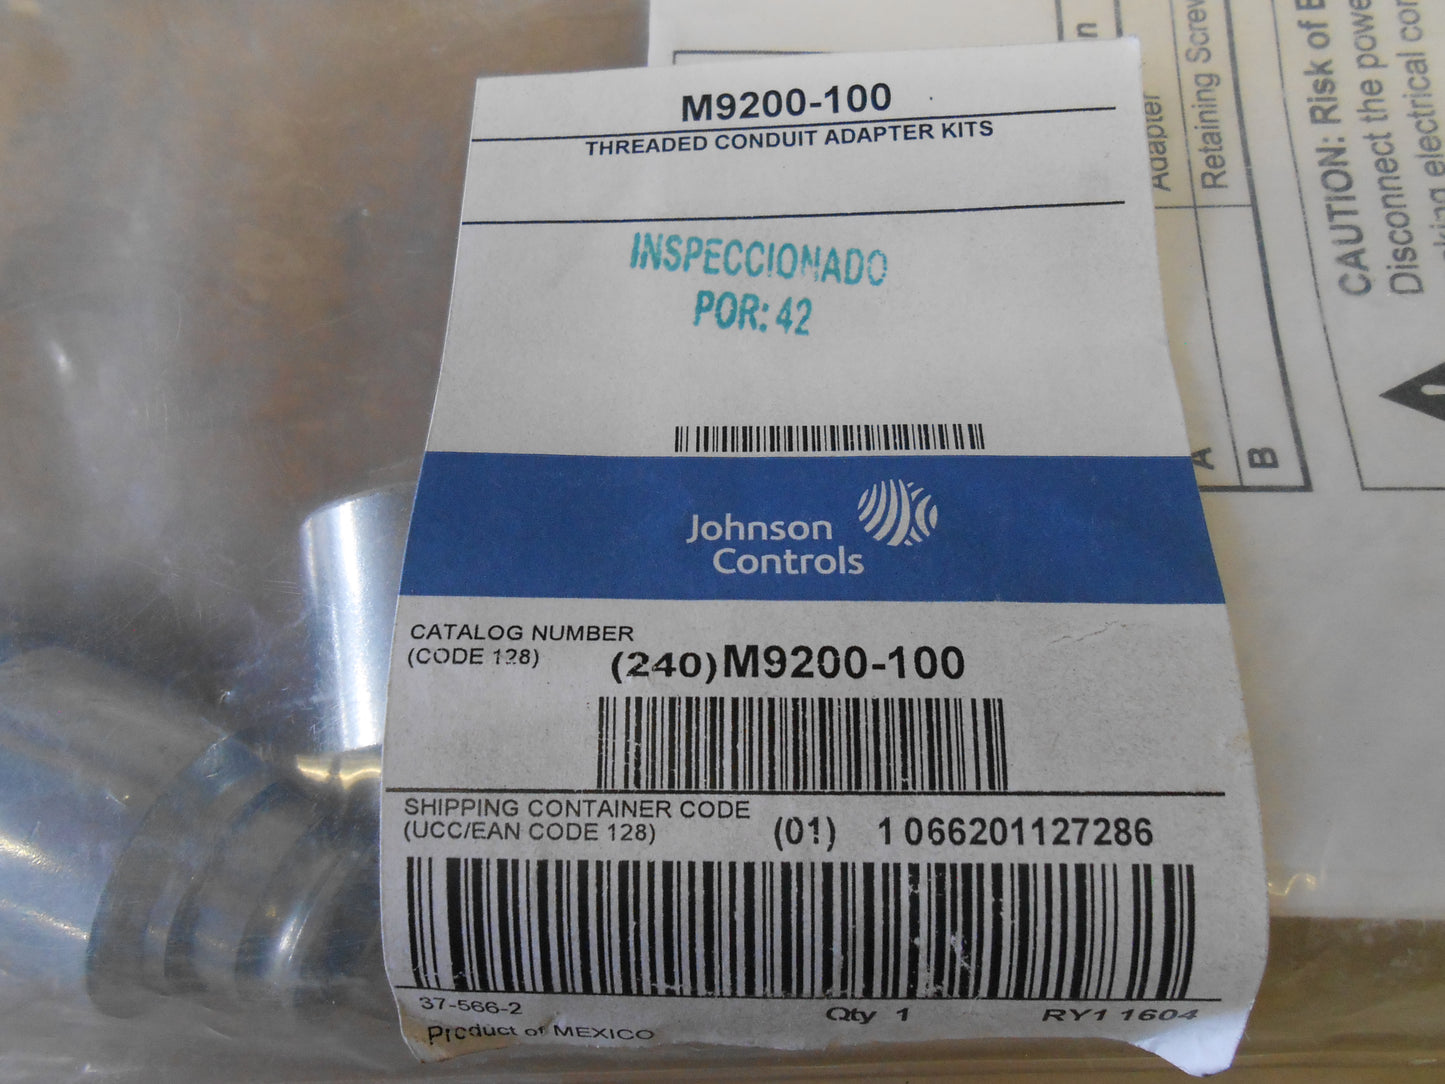 M9200-100
THREADED CONDUIT ADAPTER KITS
INSPECCIONADO
POR: 42
Johnson
Controls
CATALOG NUMBER
(CODE 128)
(240)M9200-100
SHIPPING CONTAINER CODE
(UCC/EAN CODE 128)
(01) 1 066201127286
37-566-2
Qty 1
RY1 1604
Product of MEXICO
Adapter
Retaining Screw
A
B
CAUTION: Risk of
Disconnect the powe
electrical